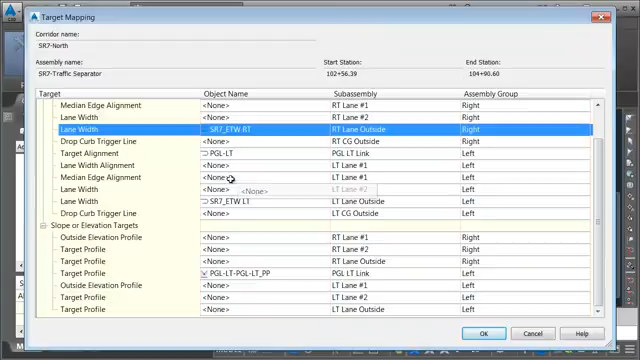 Target Mapping
Corridor name:
SR7-North
Assembly name: Start Station: End Station:
SR7-Traffic Separator 102+56.39 104+90.60
Target Object Name Subassembly Assembly Group
Median Edge Alignment <None> RT Lane #1 Right
Lane Width <None> RT Lane #2 Right
Lane Width SR7_ETW RT RT Lane Outside Right
Drop Curb Trigger Line <None> RT CG Outside Right
Target Alignment PGL-LT PGL LT Link Left
Lane Width Alignment <None> LT Lane #1 Left
Median Edge Alignment <None> LT Lane #1 Left
Lane Width <None> <None> LT Lane #2 Left
Lane Width SR7_ETW LT LT Lane Outside Left
Drop Curb Trigger Line <None> LT CG Outside Left
Slope or Elevation Targets
Outside Elevation Profile <None> RT Lane #1 Right
Target Profile <None> RT Lane #2 Right
Target Profile <None> RT Lane Outside Right
Target Profile PGL-LT-PGL-LT_PP PGL LT Link Left
Outside Elevation Profile <None> LT Lane #1 Left
Target Profile <None> LT Lane #2 Left
Target Profile <None> LT Lane Outside Left
OK Cancel Help